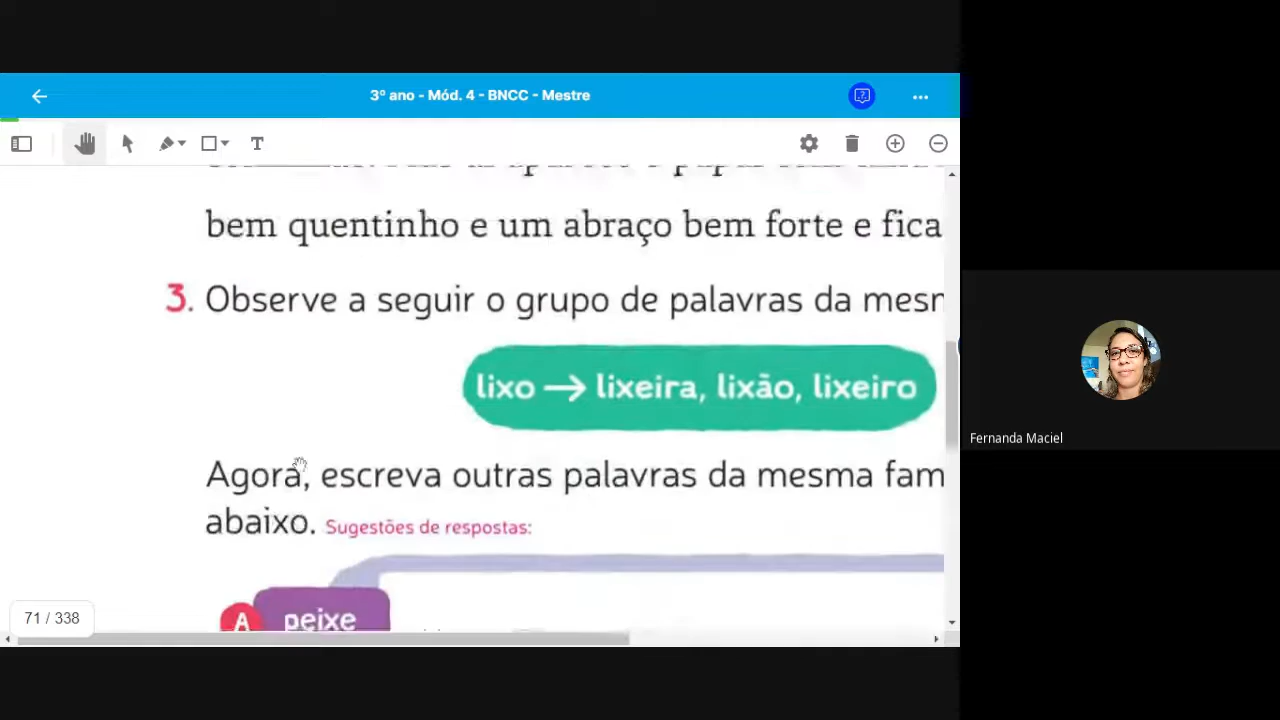 3º ano - Mód. 4 - BNCC - Mestre
T
bem quentinho e um abraço bem forte e fica
3. Observe a seguir o grupo de palavras da
lixo → lixeira, lixão, lixeiro
Agora, escreva outras palavras da mesma fam
abaixo. Sugestões de respostas:
A peixe
71 / 338
Fernanda Maciel